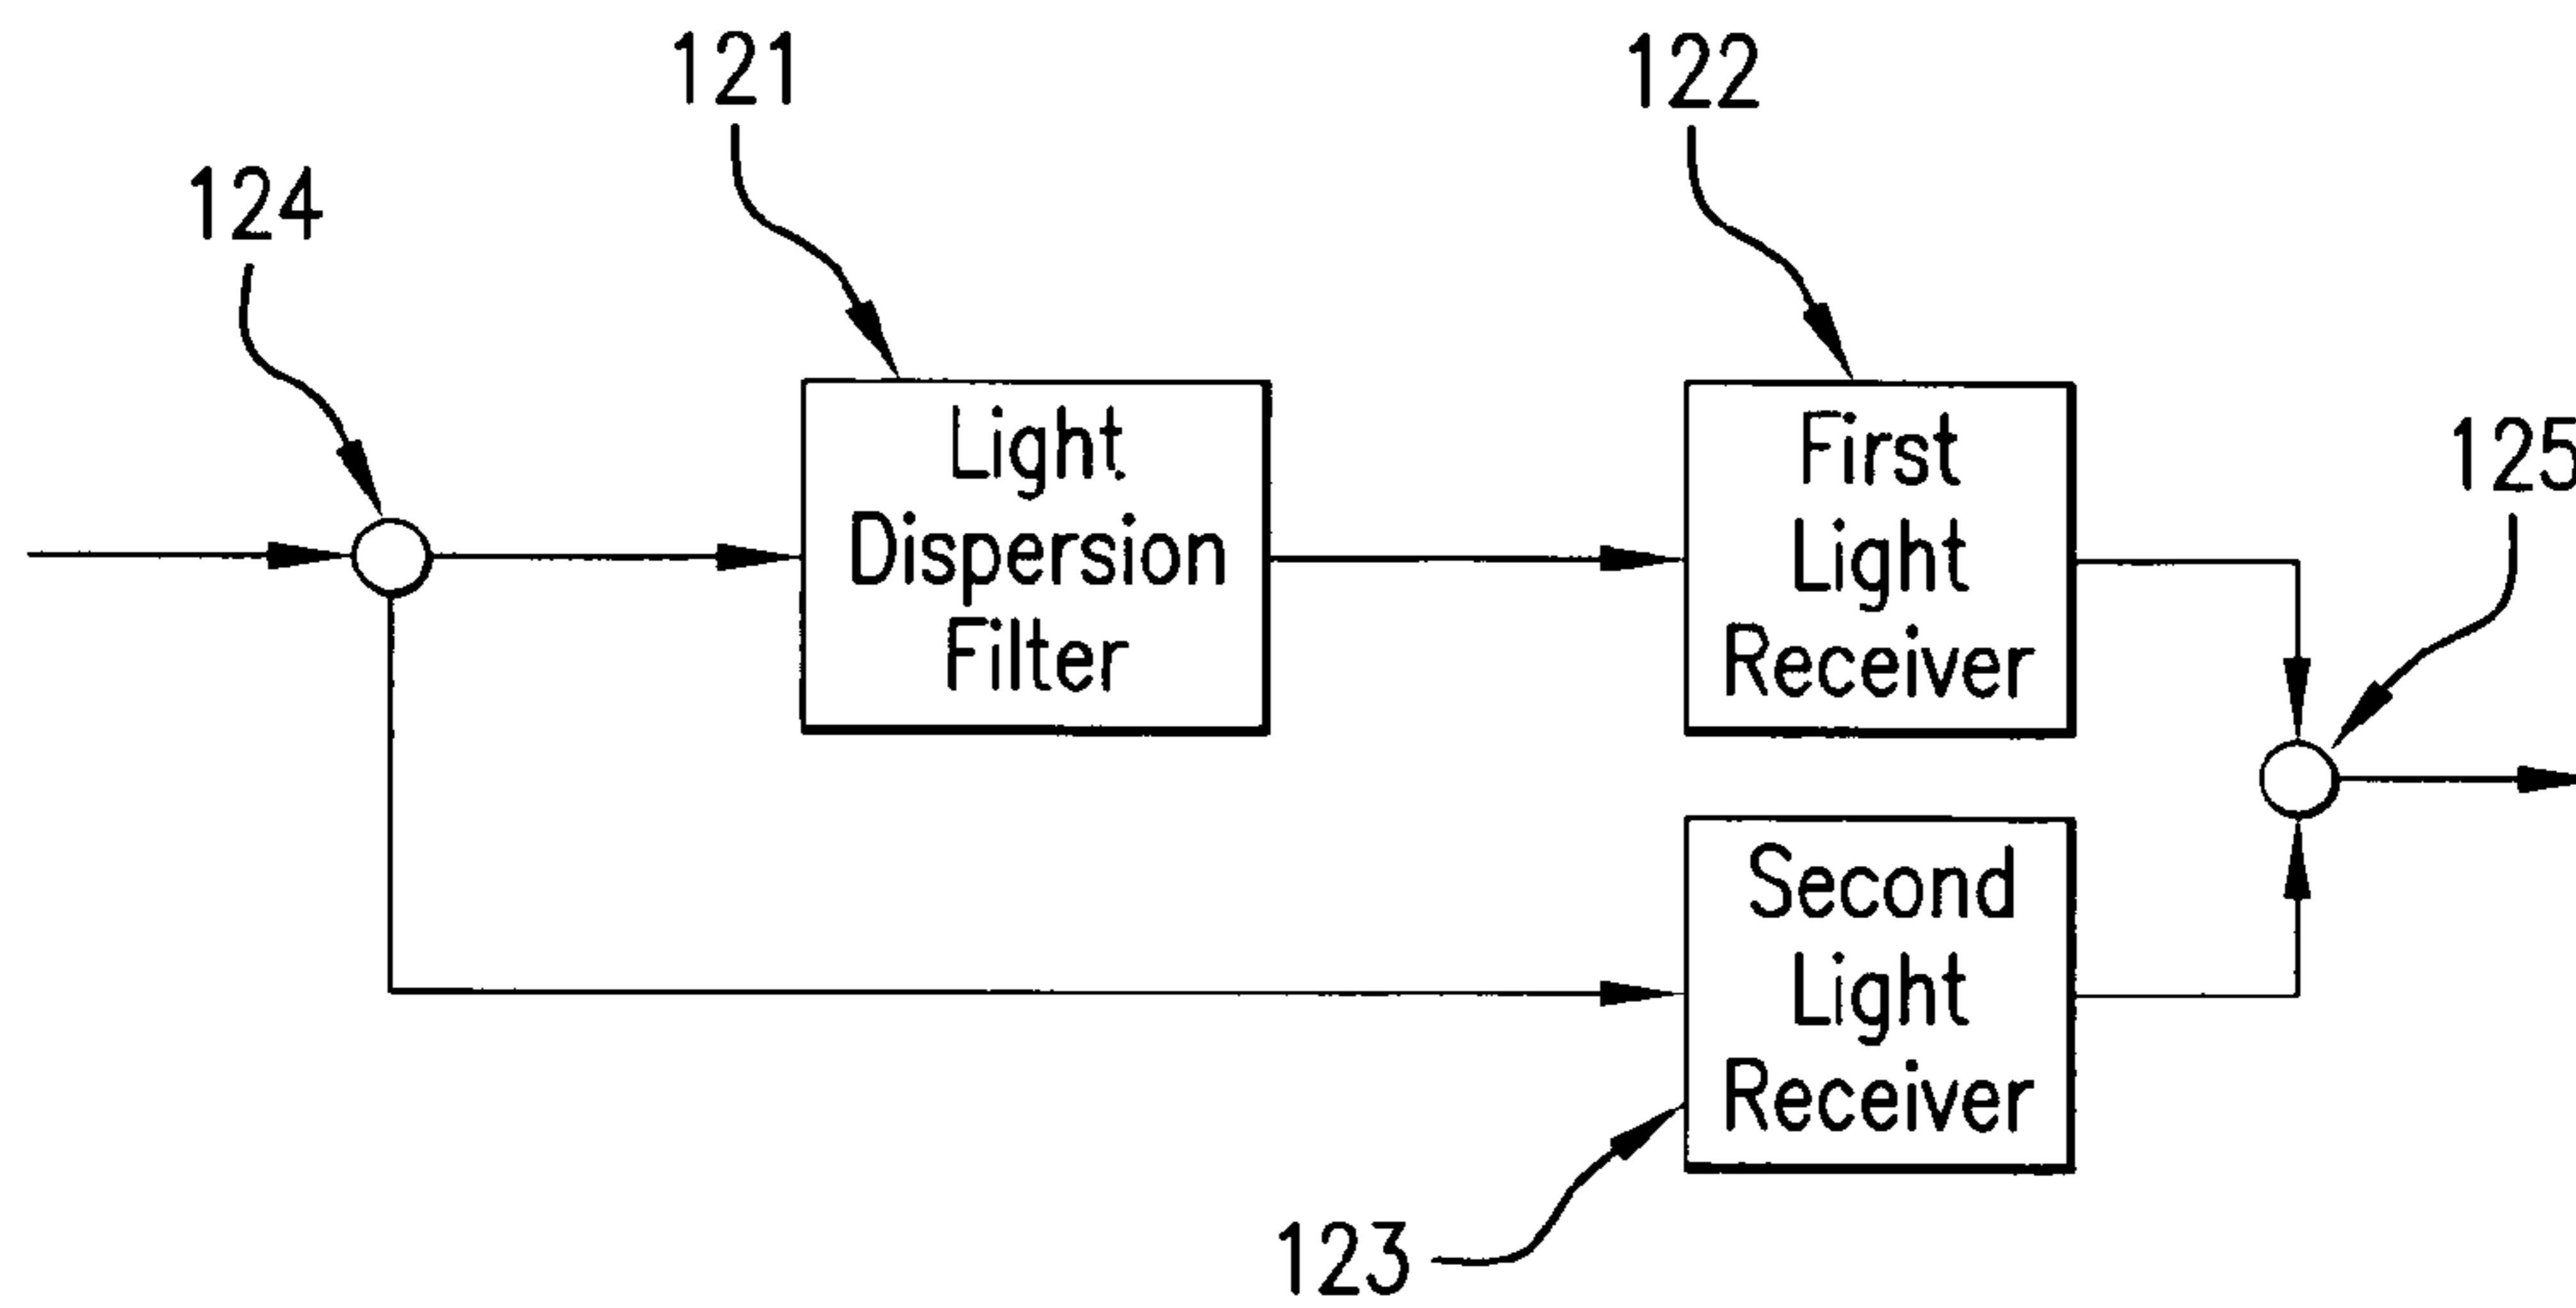 121
122
124
125
Light
Dispersion
Filter
First
Light
Receiver
Second
Light
Receiver
123